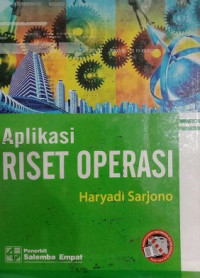 Aplikasi
RISET OPERASI
Haryadi Sarjono
Penerbit
Salemba Empat